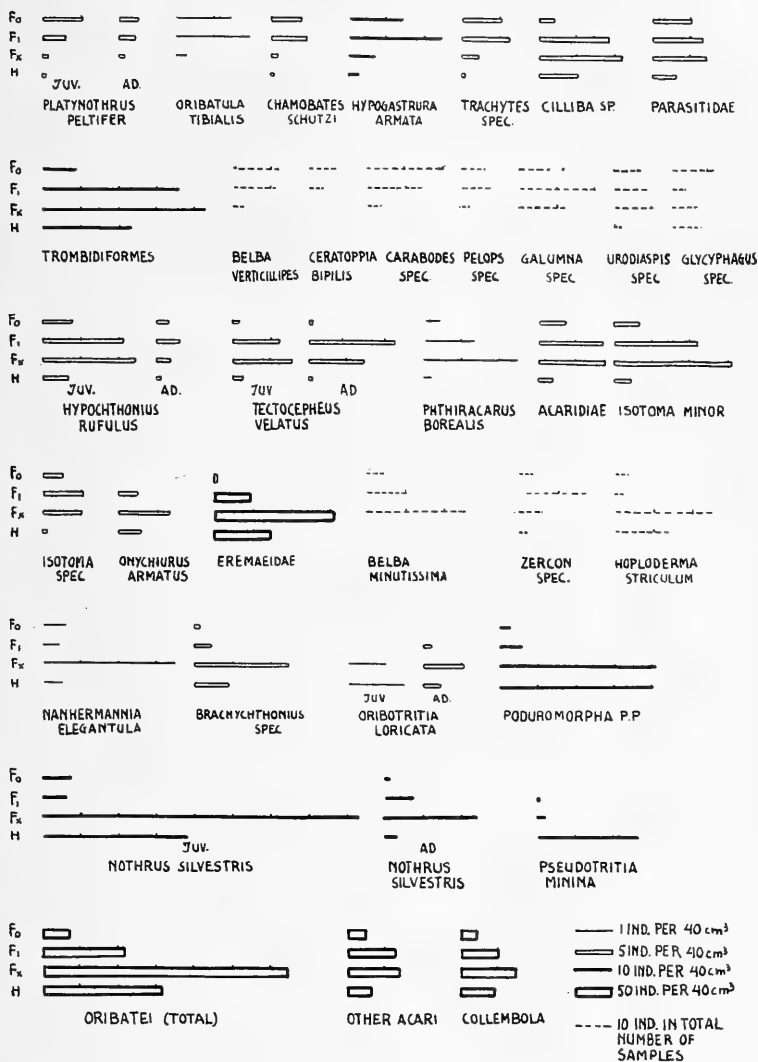 F₀
F₁
Fₓ
H
JUV. AD.
PLATYNOTHRUS PELTIFER
ORIBATULA TIBIALIS
CHAMOBATES SCHUTZI
HYPOGASTRURA ARMATA
TRACHYTES SPEC.
CILLIBA SP.
PARASITIDAE
F₀
F₁
Fₓ
H
TROMBIDIFORMES
BELBA VERTICILLIPES
CERATOPPIA BIPILIS
CARABODES SPEC.
PELOPS SPEC
GALUMNA SPEC
URODIASPIS SPEC
GLYCYPHAGUS SPEC.
F₀
F₁
Fₓ
H
JUV. AD.
HYPOCHTHONIUS RUFULUS
JUV AD
TECTOCEPHEUS VELATUS
PHTHIRACARUS BOREALIS
ACARIDIAE
ISOTOMA MINOR
F₀
F₁
Fₓ
H
ISOTOMA SPEC
ONYCHIURUS ARMATUS
EREMAEIDAE
BELBA MINUTISSIMA
ZERCON SPEC.
HOPLODERMA STRICULUM
F₀
F₁
Fₓ
H
NANHERMANNIA ELEGANTULA
BRACHYCHTHONIUS SPEC
JUV AD.
ORIBOTRITIA LORICATA
PODUROMORPHA P.P
F₀
F₁
Fₓ
H
JUV.
NOTHRUS SILVESTRIS
AD
NOTHRUS SILVESTRIS
PSEUDOTRITIA MINIMA
F₀
F₁
Fₓ
H
ORIBATEI (TOTAL)
OTHER ACARI
COLLEMBOLA
1 IND. PER 40 cm³
5 IND. PER 40 cm³
10 IND. PER 40 cm³
50 IND. PER 40 cm³
10 IND. IN TOTAL
NUMBER OF
SAMPLES